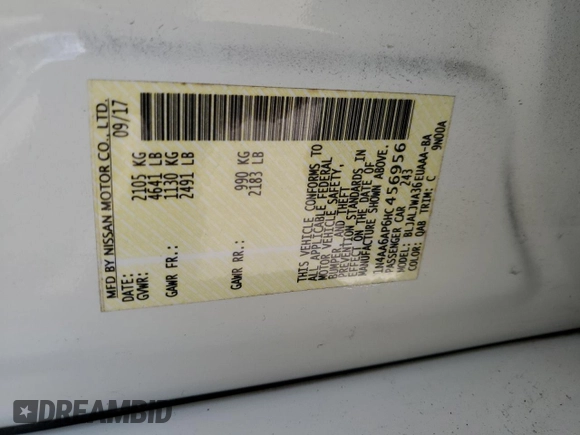 MFD BY NISSAN MOTOR CO., LTD.
DATE: 09/17
GVWR: 2105 KG
4641 LB
GAWR FR.: 1130 KG
2491 LB
GAWR RR.: 990 KG
2183 LB
THIS VEHICLE CONFORMS TO
ALL APPLICABLE FEDERAL
MOTOR VEHICLE SAFETY,
BUMPER, AND THEFT
PREVENTION STANDARDS IN
EFFECT ON THE DATE OF
MANUFACTURE SHOWN ABOVE.
1N4AA6AP6HC456956
PASSENGER CAR 243
MODEL: BLJALJWA36EUAAA-BA
COLOR: QAB TRIM: C 9N00A
DREAMBID